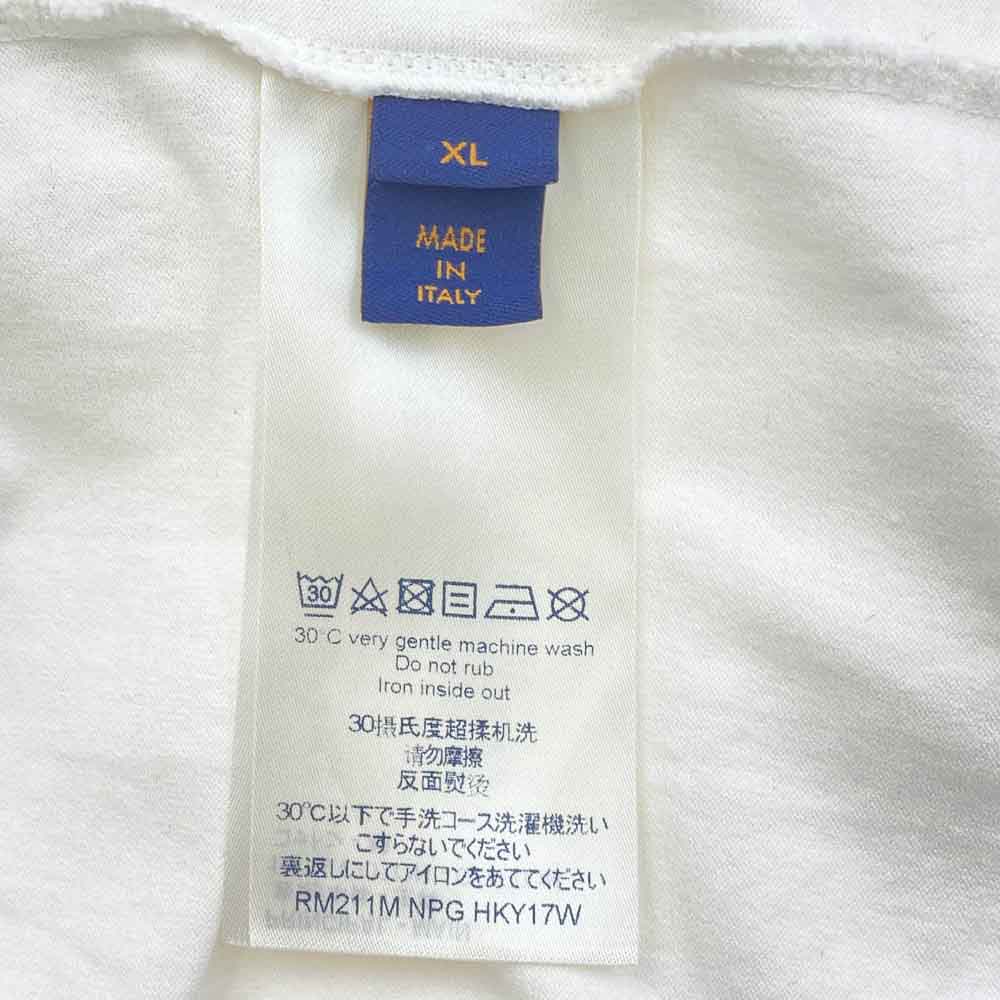 XL
MADE
IN
ITALY
30
30°C very gentle machine wash
Do not rub
Iron inside out
30摄氏度超揉机洗
请勿摩擦
反面熨烫
30℃以下で手洗コース洗濯機洗い
こすらないでください
裏返しにしてアイロンをあててください
RM211M NPG HKY17W